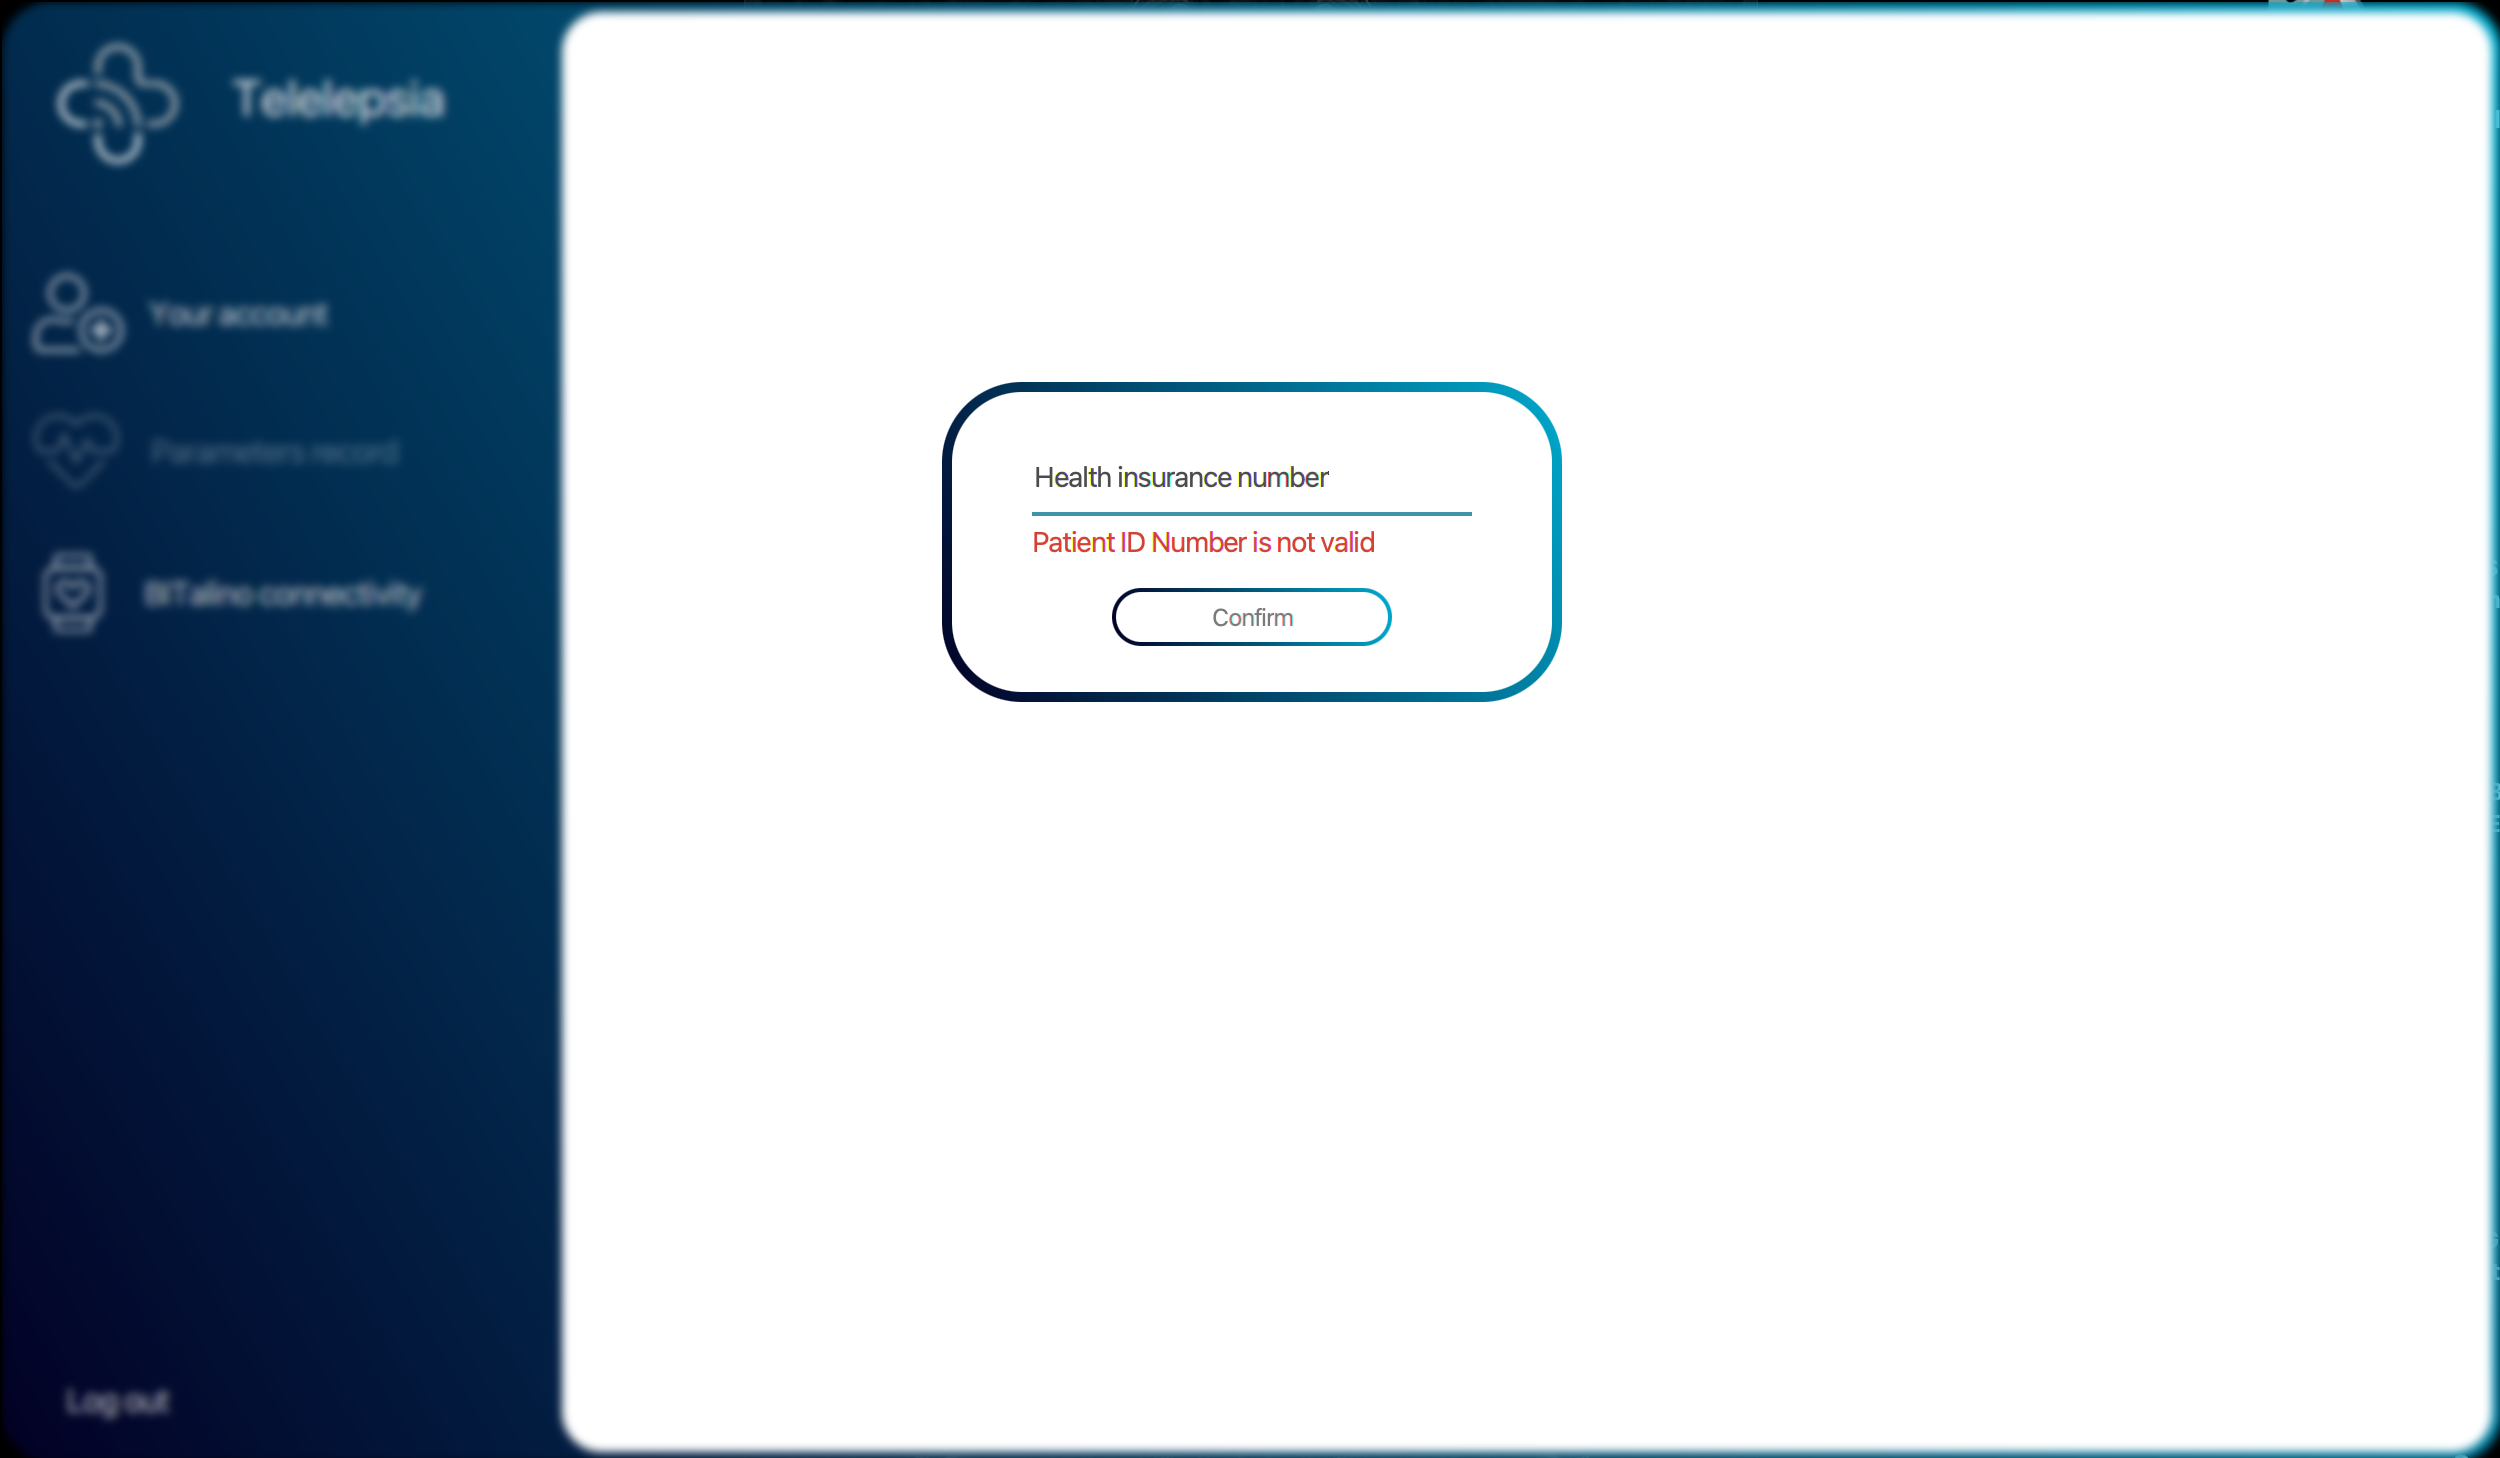 Telelepsia
Your account
Parameters record
BITalino connectivity
Log out
Health insurance number
Patient ID Number is not valid
Confirm